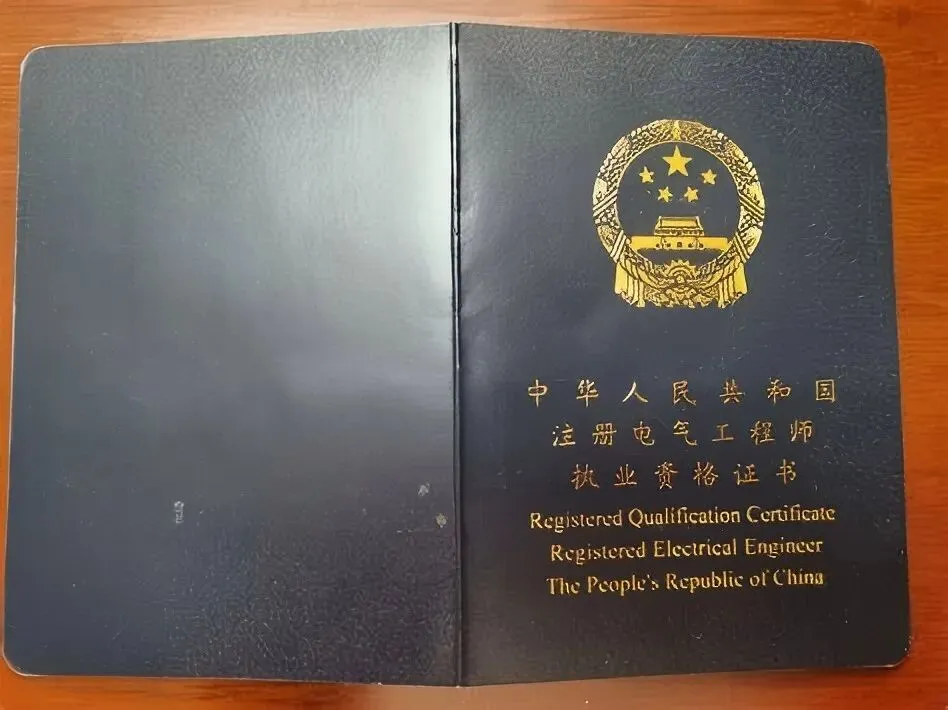 中华人民共和国
注册电气工程师
执业资格证书
Registered Qualification Certificate
Registered Electrical Engineer
The People's Republic of China